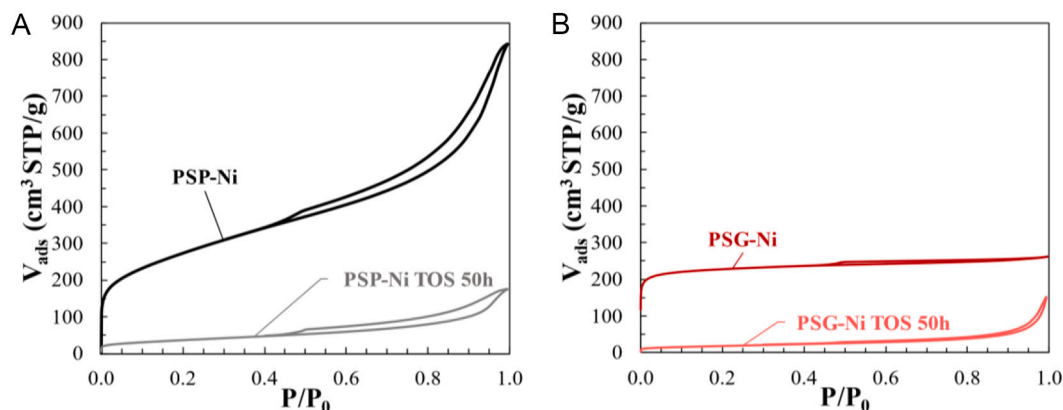 A
900
800
700
600
500
400
300
200
100
0
V_ads (cm³ STP/g)
PSP-Ni
PSP-Ni TOS 50h
0.0 0.2 0.4 0.6 0.8 1.0
P/P₀
B
900
800
700
600
500
400
300
200
100
0
V_ads (cm³ STP/g)
PSG-Ni
PSG-Ni TOS 50h
0.0 0.2 0.4 0.6 0.8 1.0
P/P₀